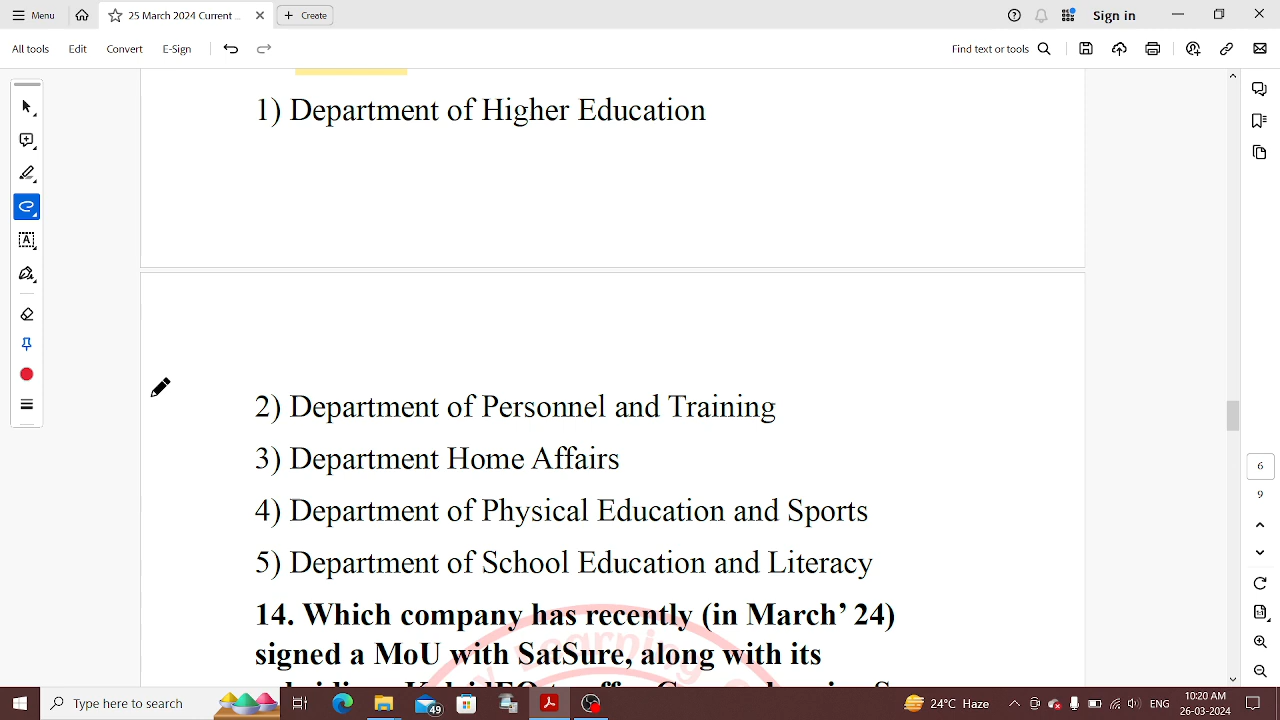 Menu
25 March 2024 Current ...
Create
Sign in
All tools Edit Convert E-Sign
Find text or tools
1) Department of Higher Education
2) Department of Personnel and Training
3) Department Home Affairs
4) Department of Physical Education and Sports
5) Department of School Education and Literacy
14. Which company has recently (in March’ 24)
signed a MoU with SatSure, along with its
6
9
Type here to search
49
24°C Haze
ENG
10:20 AM
26-03-2024